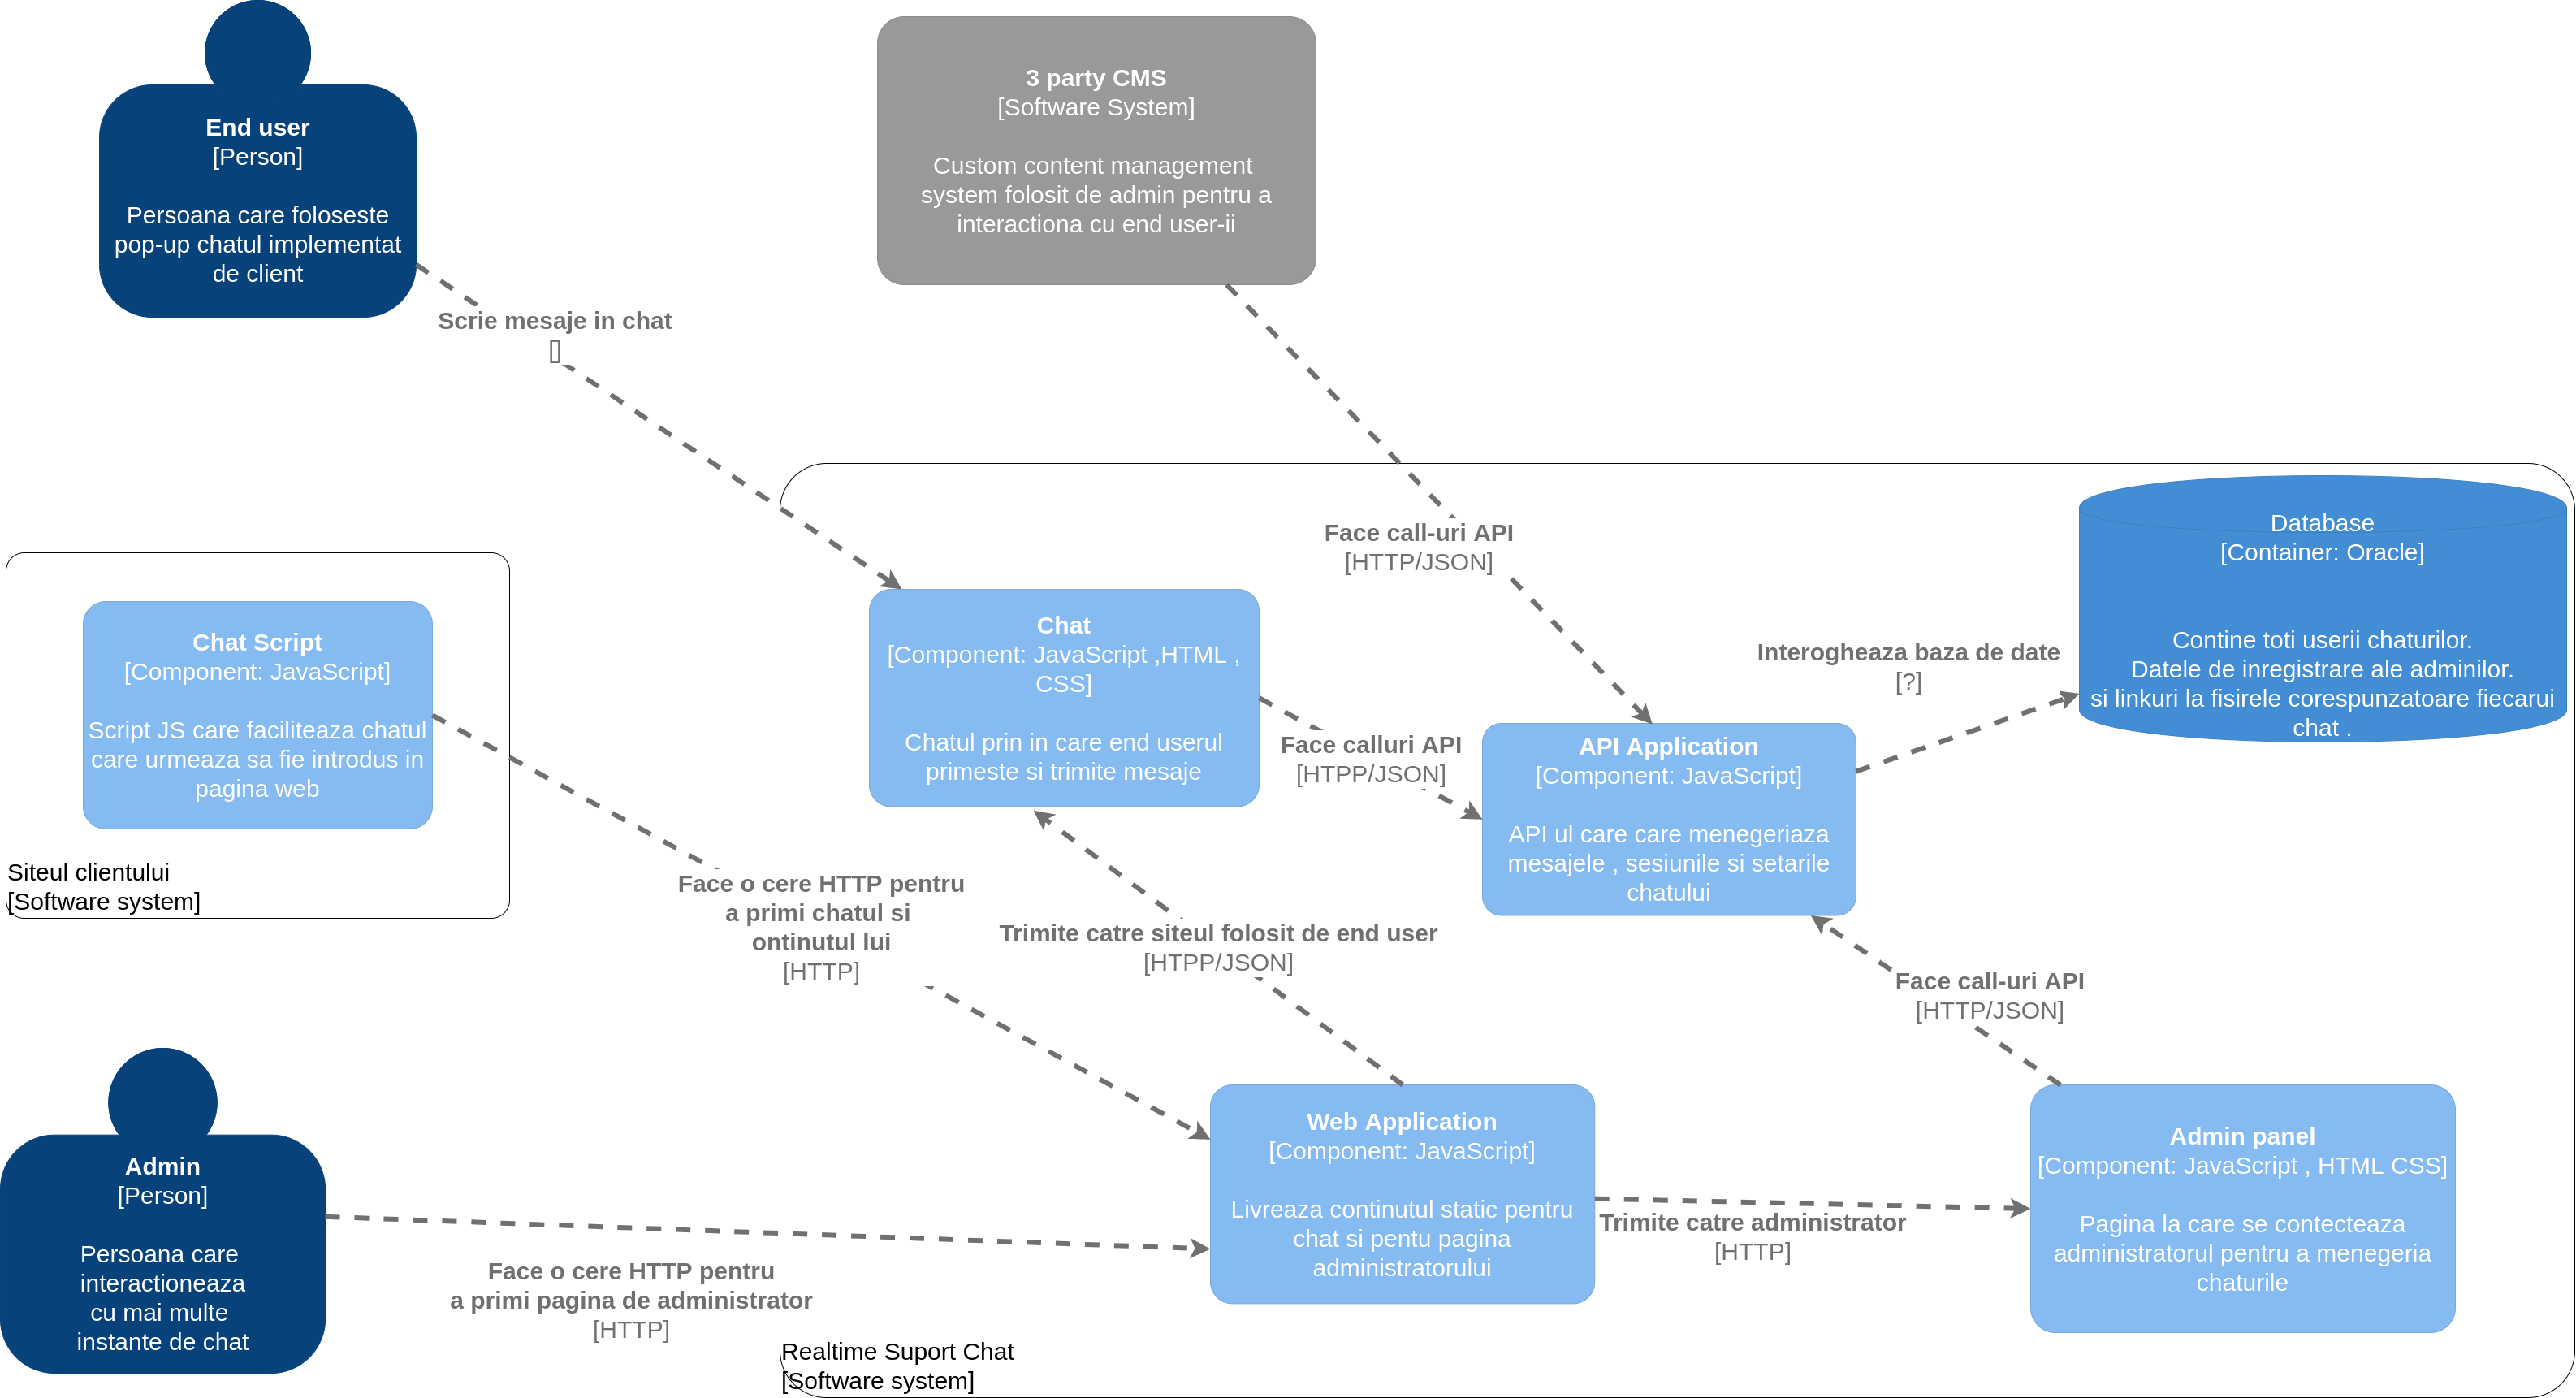 End user
[Person]
Persoana care foloseste
pop-up chatul implementat
de client
3 party CMS
[Software System]
Custom content management
system folosit de admin pentru a
interactiona cu end user-ii
Scrie mesaje in chat
[]
Face call-uri API
[HTTP/JSON]
Database
[Container: Oracle]
Contine toti userii chaturilor.
Datele de inregistrare ale adminilor.
si linkuri la fisirele corespunzatoare fiecarui
chat .
Interogheaza baza de date
[?]
Chat Script
[Component: JavaScript]
Script JS care faciliteaza chatul
care urmeaza sa fie introdus in
pagina web
Siteul clientului
[Software system]
Chat
[Component: JavaScript ,HTML ,
CSS]
Chatul prin in care end userul
primeste si trimite mesaje
Face calluri API
[HTPP/JSON]
API Application
[Component: JavaScript]
API ul care care menegeriaza
mesajele , sesiunile si setarile
chatului
Face o cere HTTP pentru
a primi chatul si
ontinutul lui
[HTTP]
Trimite catre siteul folosit de end user
[HTPP/JSON]
Face call-uri API
[HTTP/JSON]
Admin
[Person]
Persoana care
interactioneaza
cu mai multe
instante de chat
Face o cere HTTP pentru
a primi pagina de administrator
[HTTP]
Web Application
[Component: JavaScript]
Livreaza continutul static pentru
chat si pentu pagina
administratorului
Trimite catre administrator
[HTTP]
Admin panel
[Component: JavaScript , HTML CSS]
Pagina la care se contecteaza
administratorul pentru a menegeria
chaturile
Realtime Suport Chat
[Software system]